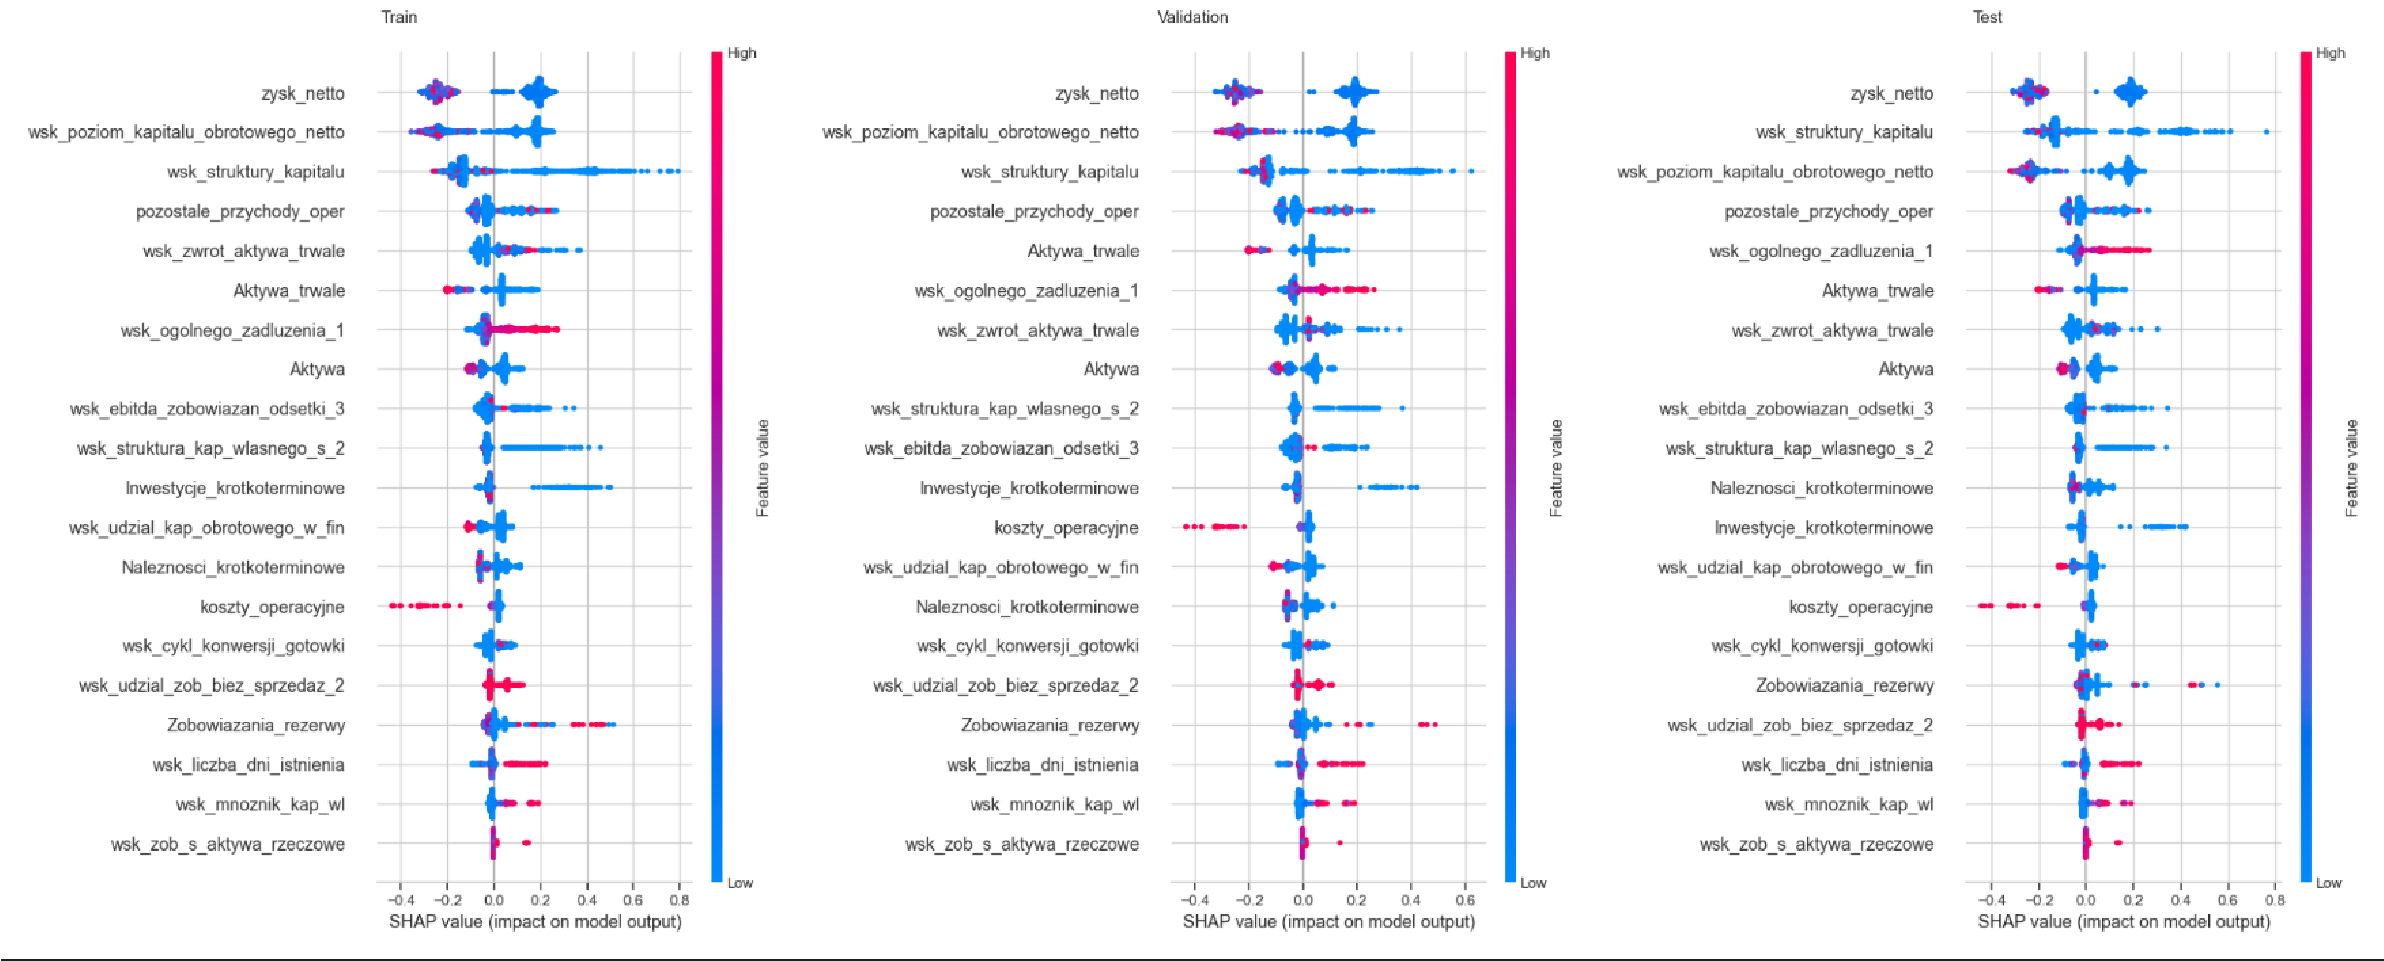 Train
High
zysk_netto
wsk_poziom_kapitalu_obrotowego_netto
wsk_struktury_kapitalu
pozostale_przychody_oper
wsk_zwrot_aktywa_trwale
Aktywa_trwale
wsk_ogolnego_zadluzenia_1
Aktywa
wsk_ebitda_zobowiazan_odsetki_3
wsk_struktura_kap_wlasnego_s_2
Inwestycje_krotkoterminowe
wsk_udzial_kap_obrotowego_w_fin
Naleznosci_krotkoterminowe
koszty_operacyjne
wsk_cykl_konwersji_gotowki
wsk_udzial_zob_biez_sprzedaz_2
Zobowiazania_rezerwy
wsk_liczba_dni_istnienia
wsk_mnoznik_kap_wl
wsk_zob_s_aktywa_rzeczowe
Feature value
Low
−0.4 −0.2 0.0 0.2 0.4 0.6 0.8
SHAP value (impact on model output)
Validation
High
zysk_netto
wsk_poziom_kapitalu_obrotowego_netto
wsk_struktury_kapitalu
pozostale_przychody_oper
Aktywa_trwale
wsk_ogolnego_zadluzenia_1
wsk_zwrot_aktywa_trwale
Aktywa
wsk_struktura_kap_wlasnego_s_2
wsk_ebitda_zobowiazan_odsetki_3
Inwestycje_krotkoterminowe
koszty_operacyjne
wsk_udzial_kap_obrotowego_w_fin
Naleznosci_krotkoterminowe
wsk_cykl_konwersji_gotowki
wsk_udzial_zob_biez_sprzedaz_2
Zobowiazania_rezerwy
wsk_liczba_dni_istnienia
wsk_mnoznik_kap_wl
wsk_zob_s_aktywa_rzeczowe
Feature value
Low
−0.4 −0.2 0.0 0.2 0.4 0.6
SHAP value (impact on model output)
Test
High
zysk_netto
wsk_struktury_kapitalu
wsk_poziom_kapitalu_obrotowego_netto
pozostale_przychody_oper
wsk_ogolnego_zadluzenia_1
Aktywa_trwale
wsk_zwrot_aktywa_trwale
Aktywa
wsk_ebitda_zobowiazan_odsetki_3
wsk_struktura_kap_wlasnego_s_2
Naleznosci_krotkoterminowe
Inwestycje_krotkoterminowe
wsk_udzial_kap_obrotowego_w_fin
koszty_operacyjne
wsk_cykl_konwersji_gotowki
Zobowiazania_rezerwy
wsk_udzial_zob_biez_sprzedaz_2
wsk_liczba_dni_istnienia
wsk_mnoznik_kap_wl
wsk_zob_s_aktywa_rzeczowe
Feature value
Low
−0.4 −0.2 0.0 0.2 0.4 0.6 0.8
SHAP value (impact on model output)